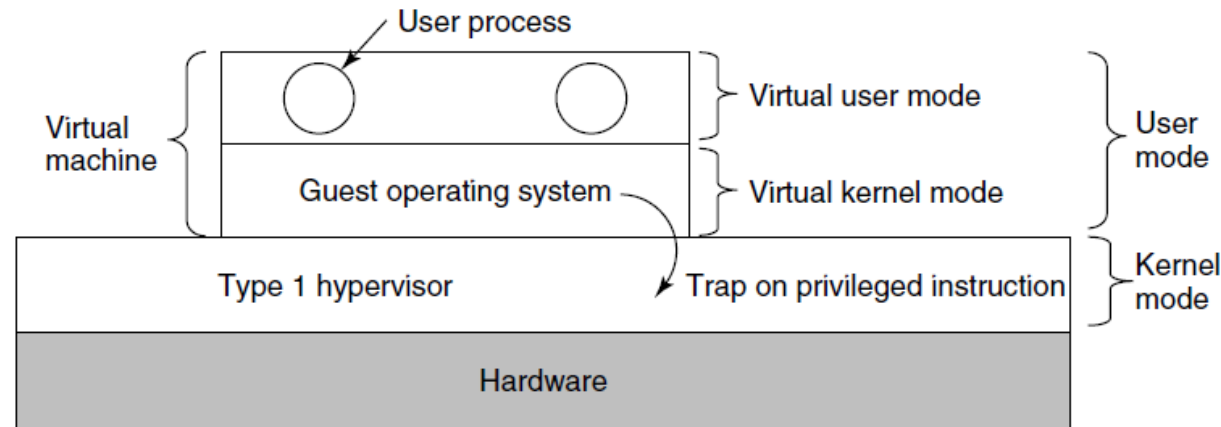 User process
Virtual
machine
Virtual user mode
User
mode
Guest operating system
Virtual kernel mode
Type 1 hypervisor
Trap on privileged instruction
Kernel
mode
Hardware